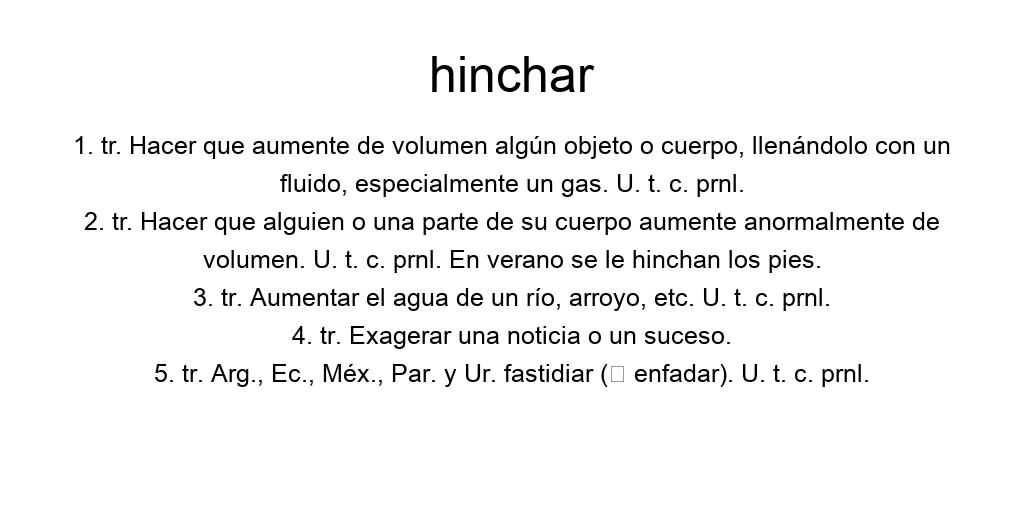 hinchar
1. tr. Hacer que aumente de volumen algún objeto o cuerpo, llenándolo con un
fluido, especialmente un gas. U. t. c. prnl.
2. tr. Hacer que alguien o una parte de su cuerpo aumente anormalmente de
volumen. U. t. c. prnl. En verano se le hinchan los pies.
3. tr. Aumentar el agua de un río, arroyo, etc. U. t. c. prnl.
4. tr. Exagerar una noticia o un suceso.
5. tr. Arg., Ec., Méx., Par. y Ur. fastidiar (▯ enfadar). U. t. c. prnl.